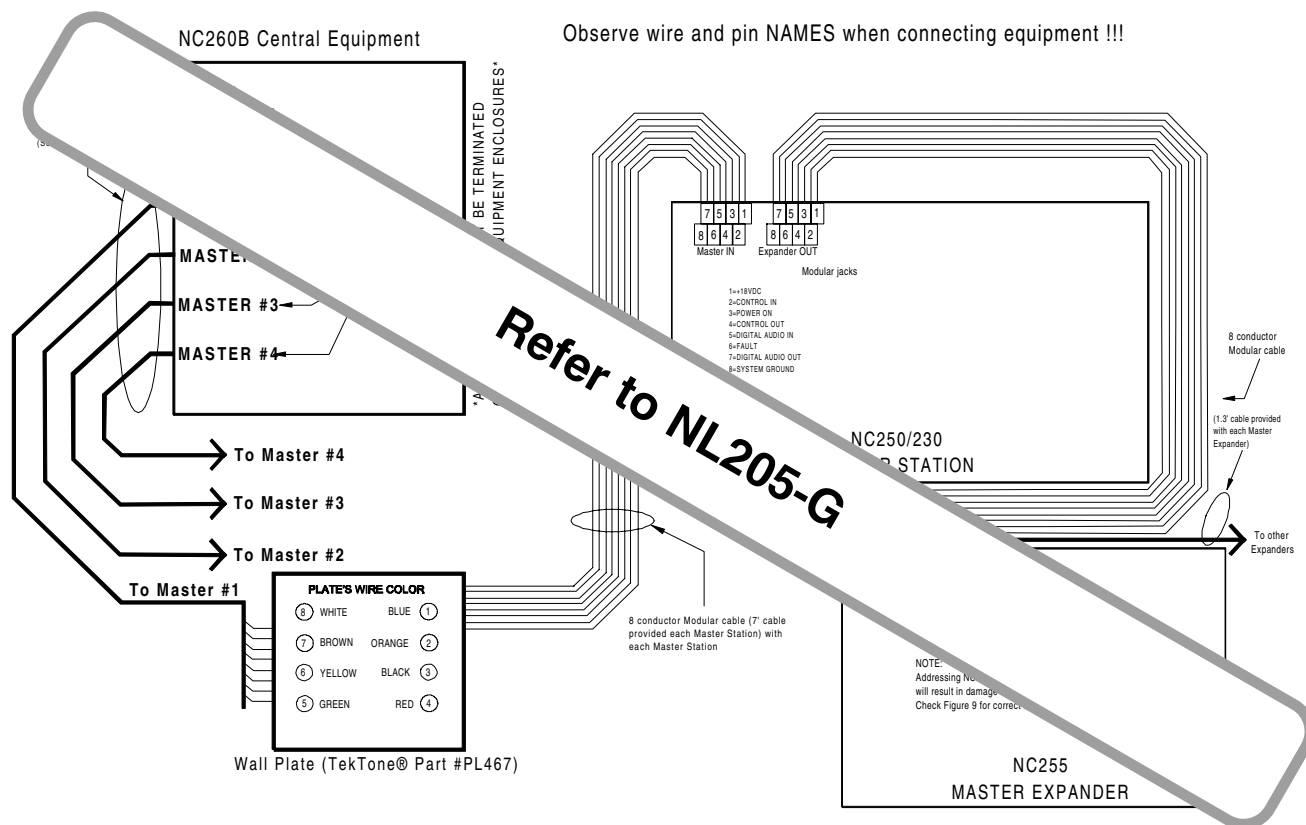 NC260B Central Equipment
Observe wire and pin NAMES when connecting equipment !!!
BE TERMINATED
EQUIPMENT ENCLOSURES*
7 5 3 1
8 6 4 2
Master IN
7 5 3 1
8 6 4 2
Expander OUT
Modular jacks
1=+18VDC
2=CONTROL IN
3=POWER ON
4=CONTROL OUT
5=DIGITAL AUDIO IN
6=FAULT
7=DIGITAL AUDIO OUT
8=SYSTEM GROUND
MASTER #3
MASTER #4
8 conductor
Modular cable
(1.3' cable provided
with each Master
Expander)
Refer to NL205-G
NC250/230
STATION
To Master #4
To Master #3
To Master #2
To Master #1
To other
Expanders
PLATE'S WIRE COLOR
8 WHITE BLUE 1
7 BROWN ORANGE 2
6 YELLOW BLACK 3
5 GREEN RED 4
Wall Plate (TekTone® Part #PL467)
8 conductor Modular cable (7' cable
provided each Master Station) with
each Master Station
NOTE:
Addressing
will result in damage
Check Figure 9 for correct
NC255
MASTER EXPANDER